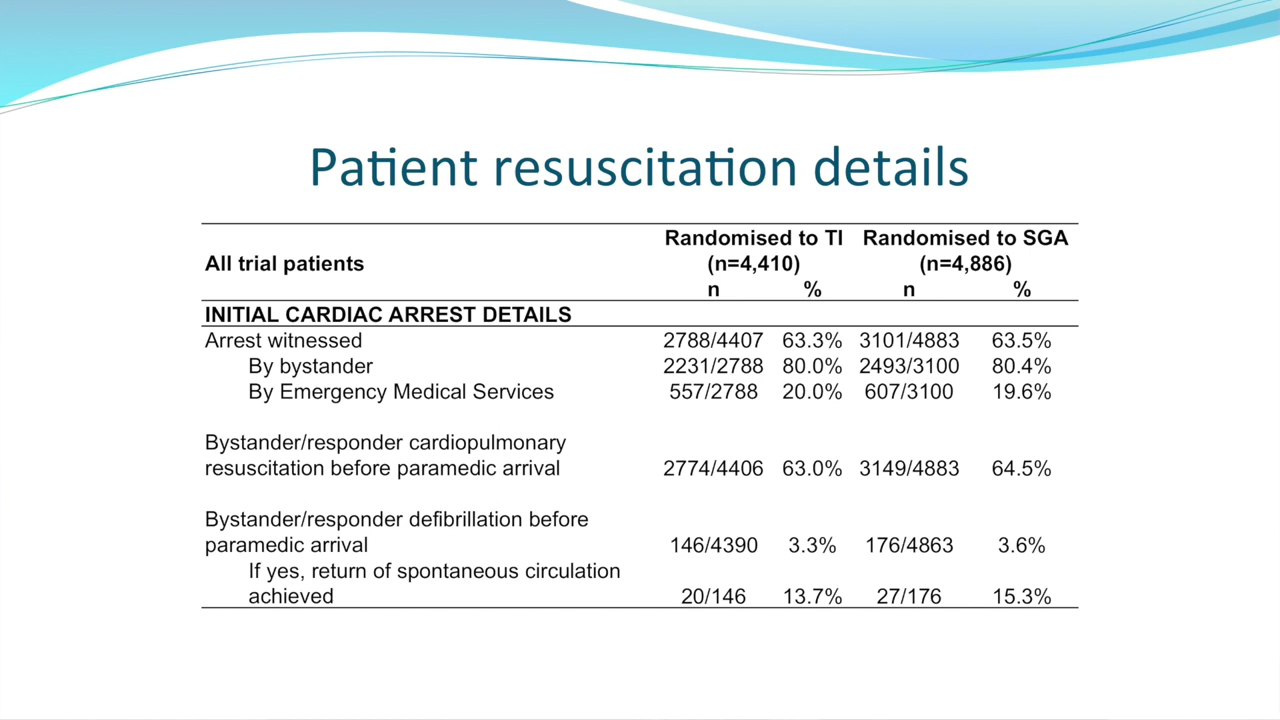 Patient resuscitation details
Randomised to TI Randomised to SGA
All trial patients (n=4,410) (n=4,886)
n % n %
INITIAL CARDIAC ARREST DETAILS
Arrest witnessed 2788/4407 63.3% 3101/4883 63.5%
By bystander 2231/2788 80.0% 2493/3100 80.4%
By Emergency Medical Services 557/2788 20.0% 607/3100 19.6%
Bystander/responder cardiopulmonary
resuscitation before paramedic arrival 2774/4406 63.0% 3149/4883 64.5%
Bystander/responder defibrillation before
paramedic arrival 146/4390 3.3% 176/4863 3.6%
If yes, return of spontaneous circulation
achieved 20/146 13.7% 27/176 15.3%